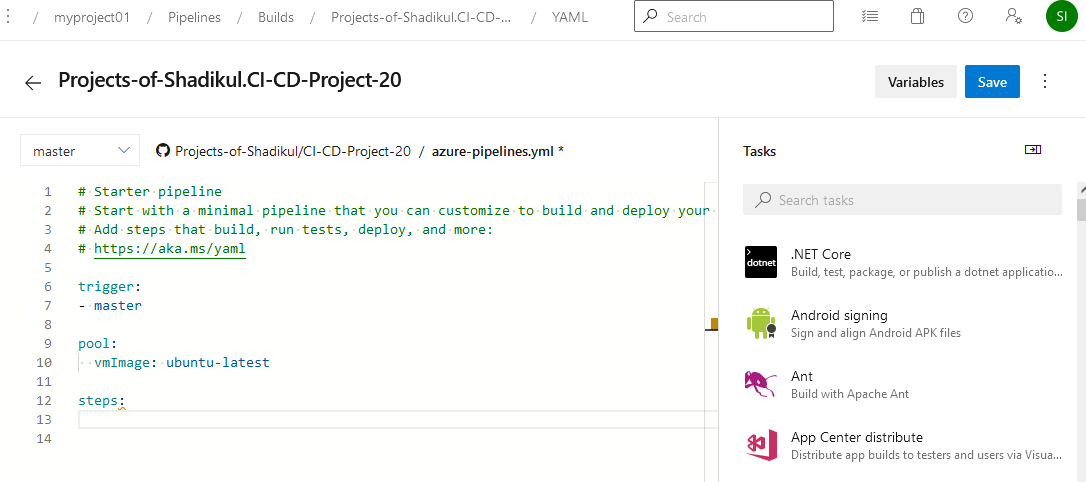 / myproject01 / Pipelines / Builds / Projects-of-Shadikul.CI-CD-... / YAML
Search
SI
Projects-of-Shadikul.CI-CD-Project-20
Variables
Save
master
Projects-of-Shadikul/CI-CD-Project-20 / azure-pipelines.yml *
1 # Starter pipeline
2 # Start with a minimal pipeline that you can customize to build and deploy your
3 # Add steps that build, run tests, deploy, and more:
4 # https://aka.ms/yaml
5
6 trigger:
7 - master
8
9 pool:
10 vmImage: ubuntu-latest
11
12 steps:
13
14
Tasks
Search tasks
dotnet
.NET Core
Build, test, package, or publish a dotnet applicatio...
Android signing
Sign and align Android APK files
Ant
Build with Apache Ant
App Center distribute
Distribute app builds to testers and users via Visua...